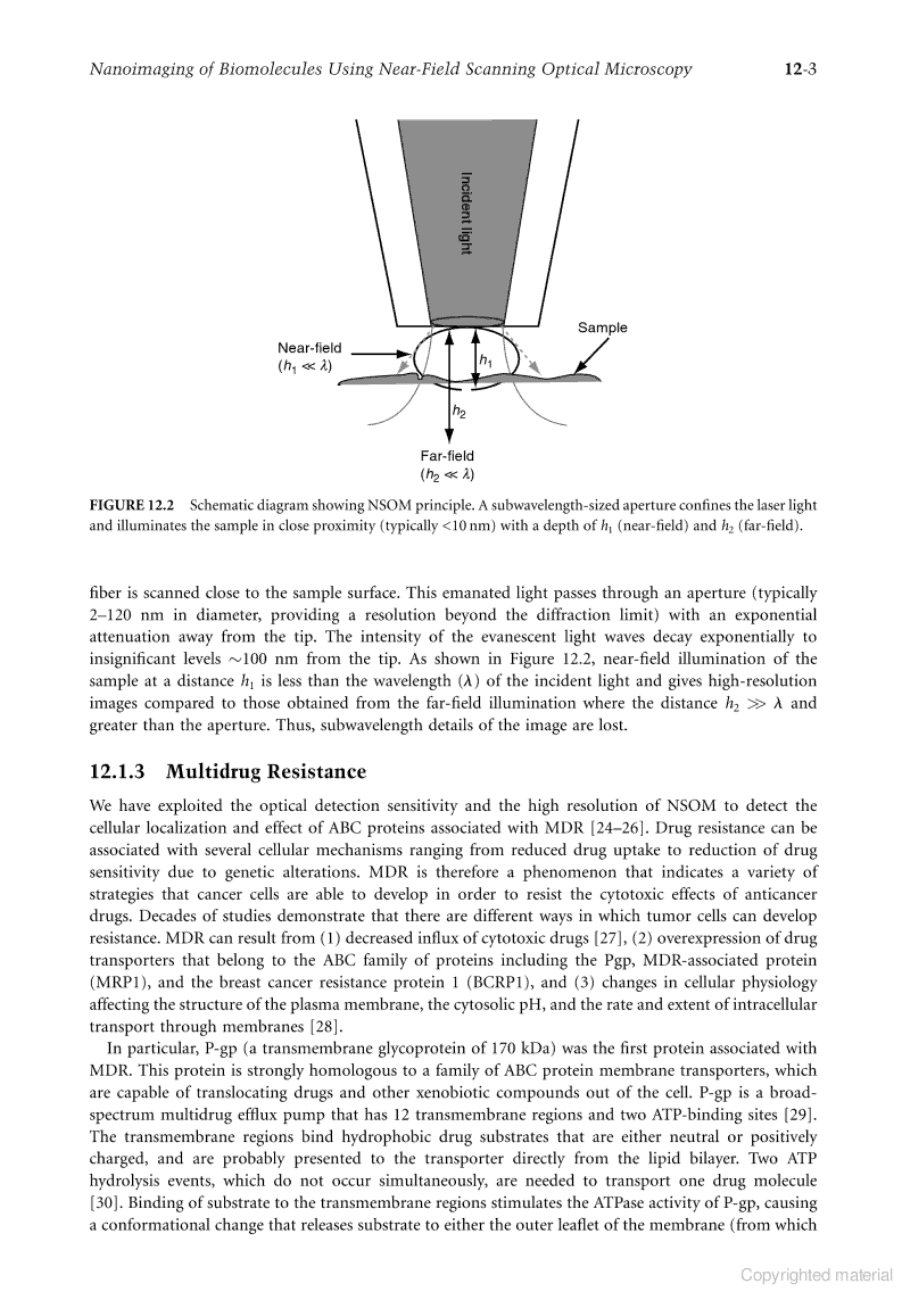 Nanoimaging of Biomolecules Using Near-Field Scanning Optical Microscopy 12-3
Incident light
Sample
Near-field
(h1 ≪ λ)
h1
h2
Far-field
(h2 ≪ λ)
FIGURE 12.2 Schematic diagram showing NSOM principle. A subwavelength-sized aperture confines the laser light
and illuminates the sample in close proximity (typically <10 nm) with a depth of h1 (near-field) and h2 (far-field).
fiber is scanned close to the sample surface. This emanated light passes through an aperture (typically
2–120 nm in diameter, providing a resolution beyond the diffraction limit) with an exponential
attenuation away from the tip. The intensity of the evanescent light waves decay exponentially to
insignificant levels ∼100 nm from the tip. As shown in Figure 12.2, near-field illumination of the
sample at a distance h1 is less than the wavelength (λ) of the incident light and gives high-resolution
images compared to those obtained from the far-field illumination where the distance h2 ≫ λ and
greater than the aperture. Thus, subwavelength details of the image are lost.
12.1.3 Multidrug Resistance
We have exploited the optical detection sensitivity and the high resolution of NSOM to detect the
cellular localization and effect of ABC proteins associated with MDR [24–26]. Drug resistance can be
associated with several cellular mechanisms ranging from reduced drug uptake to reduction of drug
sensitivity due to genetic alterations. MDR is therefore a phenomenon that indicates a variety of
strategies that cancer cells are able to develop in order to resist the cytotoxic effects of anticancer
drugs. Decades of studies demonstrate that there are different ways in which tumor cells can develop
resistance. MDR can result from (1) decreased influx of cytotoxic drugs [27], (2) overexpression of drug
transporters that belong to the ABC family of proteins including the Pgp, MDR-associated protein
(MRP1), and the breast cancer resistance protein 1 (BCRP1), and (3) changes in cellular physiology
affecting the structure of the plasma membrane, the cytosolic pH, and the rate and extent of intracellular
transport through membranes [28].
In particular, P-gp (a transmembrane glycoprotein of 170 kDa) was the first protein associated with
MDR. This protein is strongly homologous to a family of ABC protein membrane transporters, which
are capable of translocating drugs and other xenobiotic compounds out of the cell. P-gp is a broad-
spectrum multidrug efflux pump that has 12 transmembrane regions and two ATP-binding sites [29].
The transmembrane regions bind hydrophobic drug substrates that are either neutral or positively
charged, and are probably presented to the transporter directly from the lipid bilayer. Two ATP
hydrolysis events, which do not occur simultaneously, are needed to transport one drug molecule
[30]. Binding of substrate to the transmembrane regions stimulates the ATPase activity of P-gp, causing
a conformational change that releases substrate to either the outer leaflet of the membrane (from which
Copyrighted material